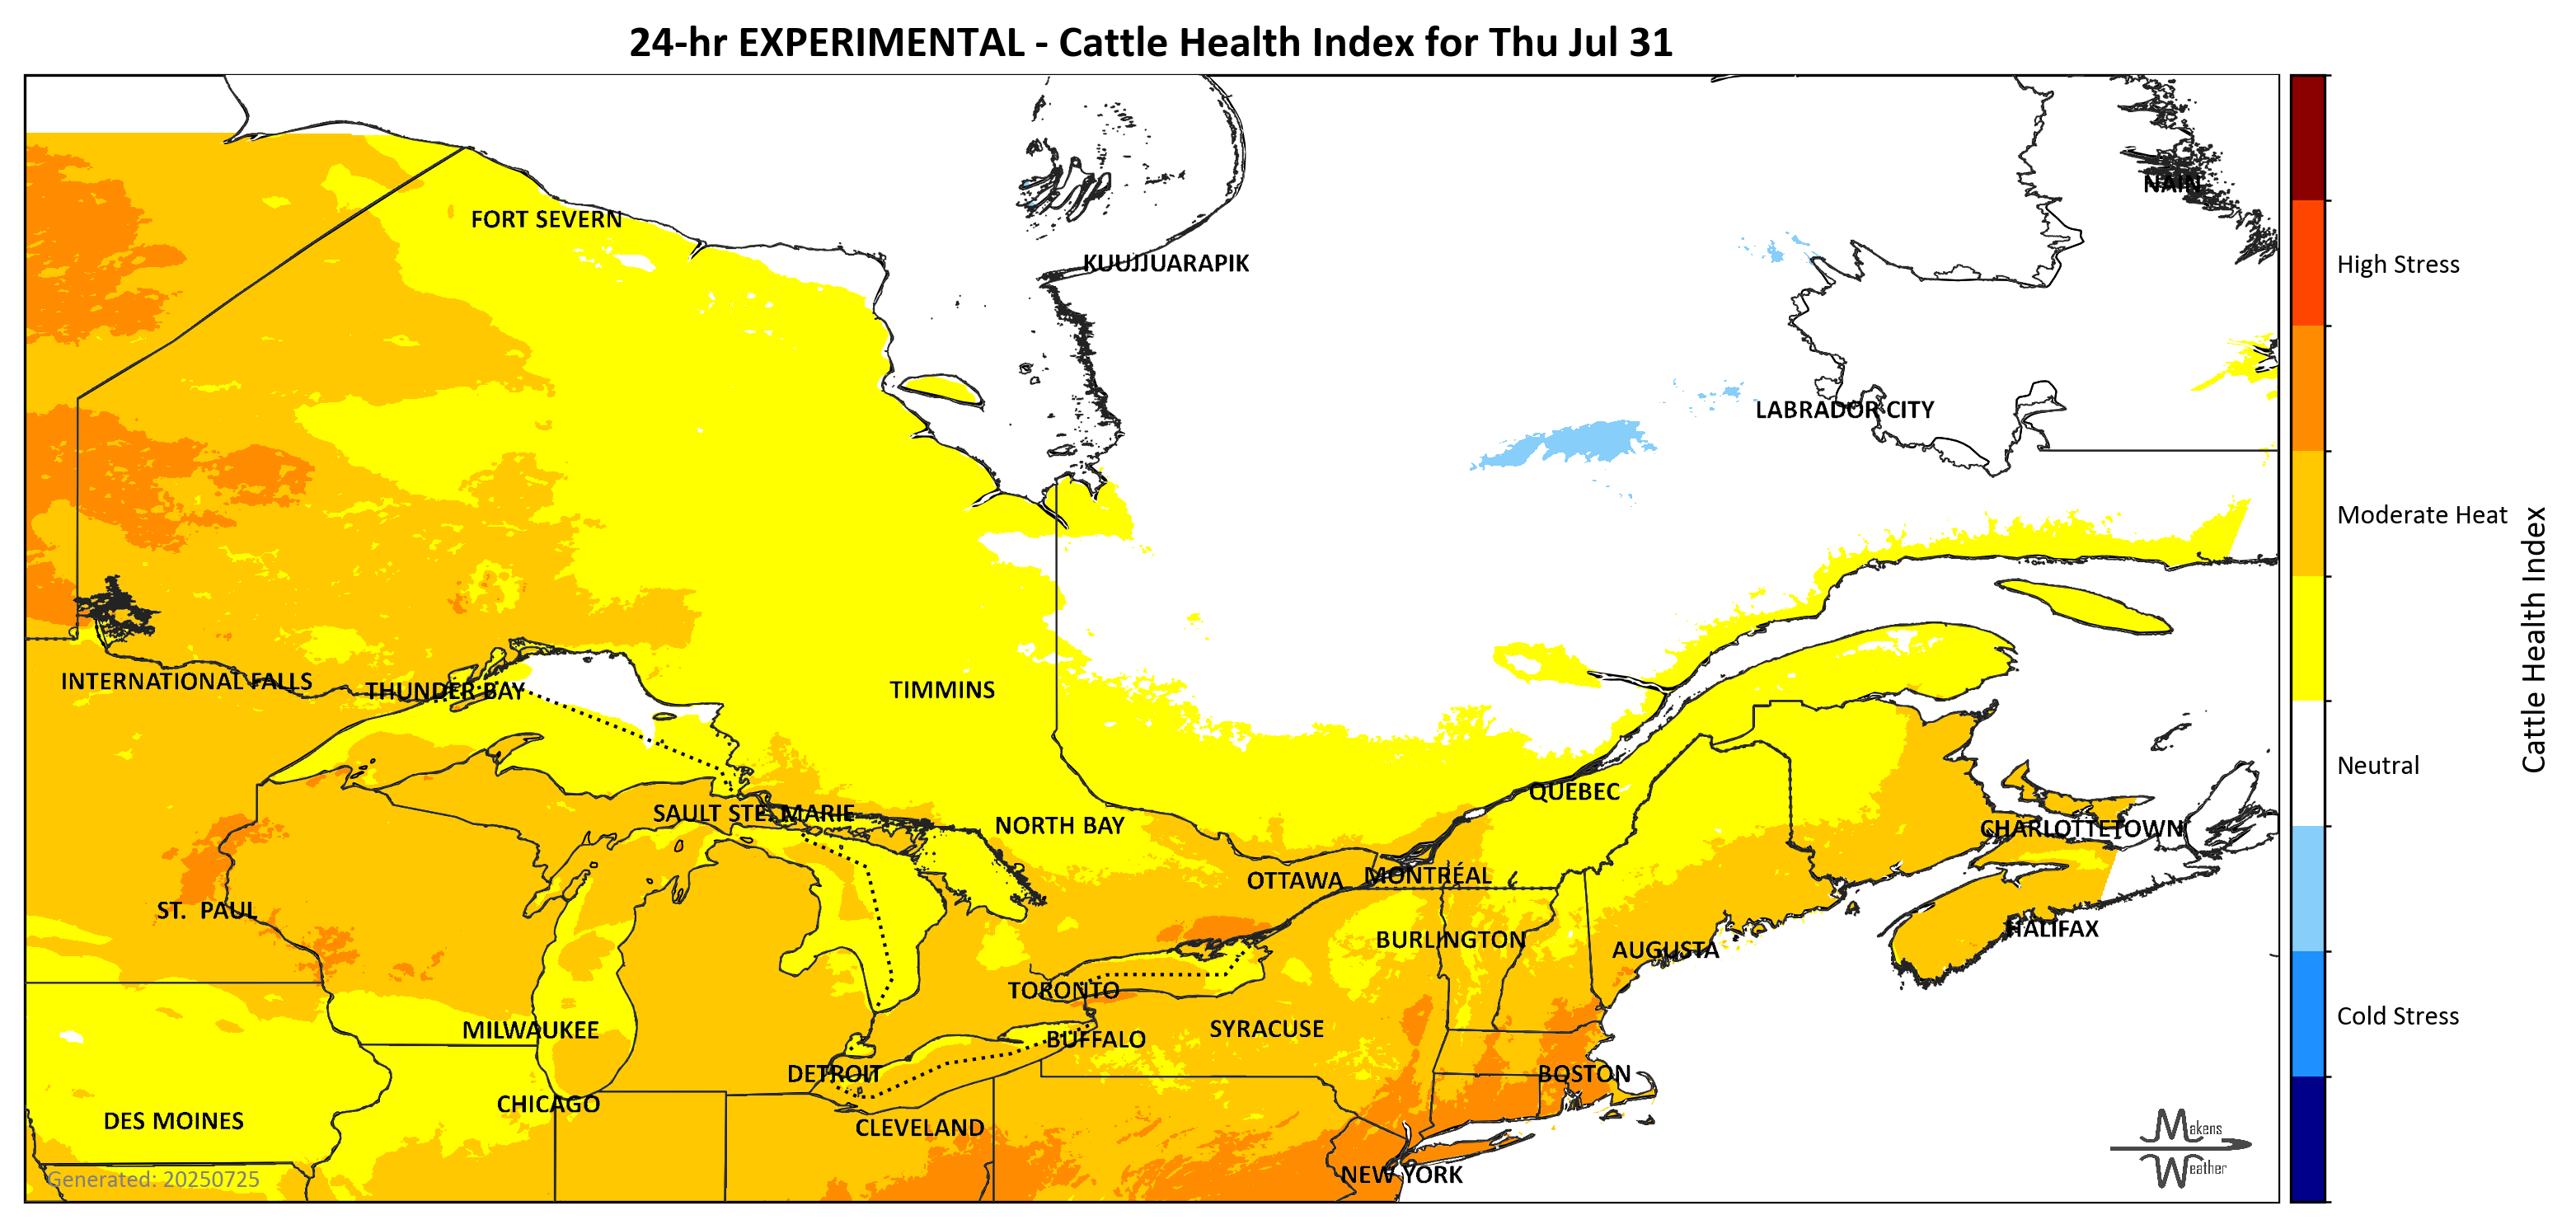 24-hr EXPERIMENTAL - Cattle Health Index for Thu Jul 31
NAIN
FORT SEVERN
KUUJJUARAPIK
High Stress
LABRADOR CITY
Moderate Heat
INTERNATIONAL FALLS
THUNDER BAY
TIMMINS
Cattle Health Index
Neutral
QUEBEC
SAULT STE. MARIE
NORTH BAY
CHARLOTTETOWN
OTTAWA
MONTRÉAL
ST. PAUL
HALIFAX
BURLINGTON
AUGUSTA
TORONTO
Cold Stress
MILWAUKEE
SYRACUSE
BUFFALO
DETROIT
BOSTON
CHICAGO
DES MOINES
CLEVELAND
Makens
Weather
NEW YORK
Generated: 20250725